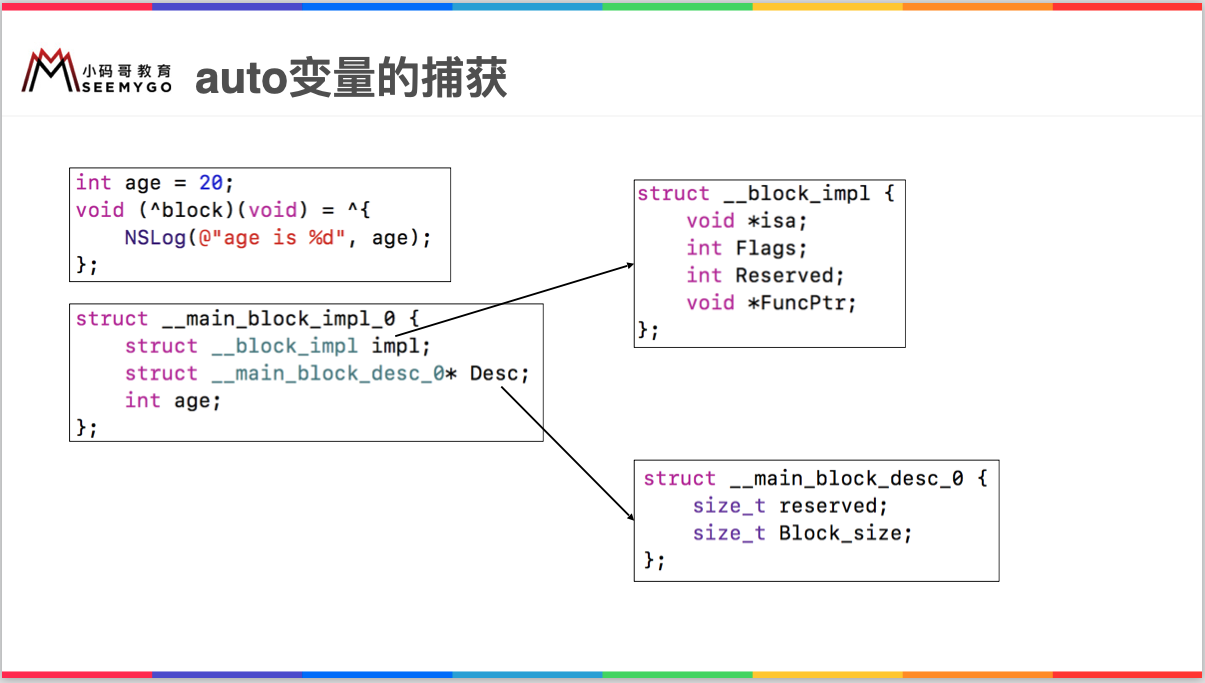 小码哥教育
SEEMYGO
auto变量的捕获
int age = 20;
void (^block)(void) = ^{
    NSLog(@"age is %d", age);
};
struct __main_block_impl_0 {
    struct __block_impl impl;
    struct __main_block_desc_0* Desc;
    int age;
};
struct __block_impl {
    void *isa;
    int Flags;
    int Reserved;
    void *FuncPtr;
};
struct __main_block_desc_0 {
    size_t reserved;
    size_t Block_size;
};